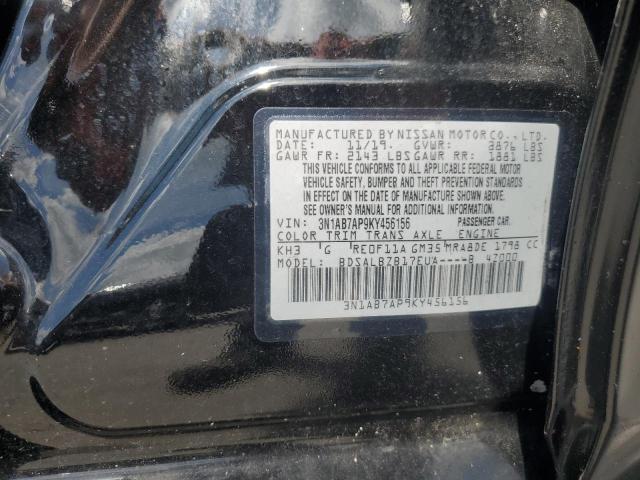 MANUFACTURED BY NISSAN MOTOR CO., LTD.
DATE: 11/19. GVWR: 3876 LBS
GAWR FR: 2143 LBS GAWR RR: 1881 LBS
THIS VEHICLE CONFORMS TO ALL APPLICABLE FEDERAL MOTOR
VEHICLE SAFETY, BUMPER AND THEFT PREVENTION STANDARDS
IN EFFECT ON THE DATE OF MANUFACTURE SHOWN ABOVE.
SEE OWNER'S MANUAL FOR ADDITIONAL INFORMATION.
VIN: 3N1AB7AP9KY456156 PASSENGER CAR.
COLOR TRIM TRANS AXLE ENGINE
KH3 'G 'RE0F11A GM35 MRA8DE 1798 CC
MODEL: BDSALBZB17EUA----B 4Z000
3N1AB7AP9KY456156